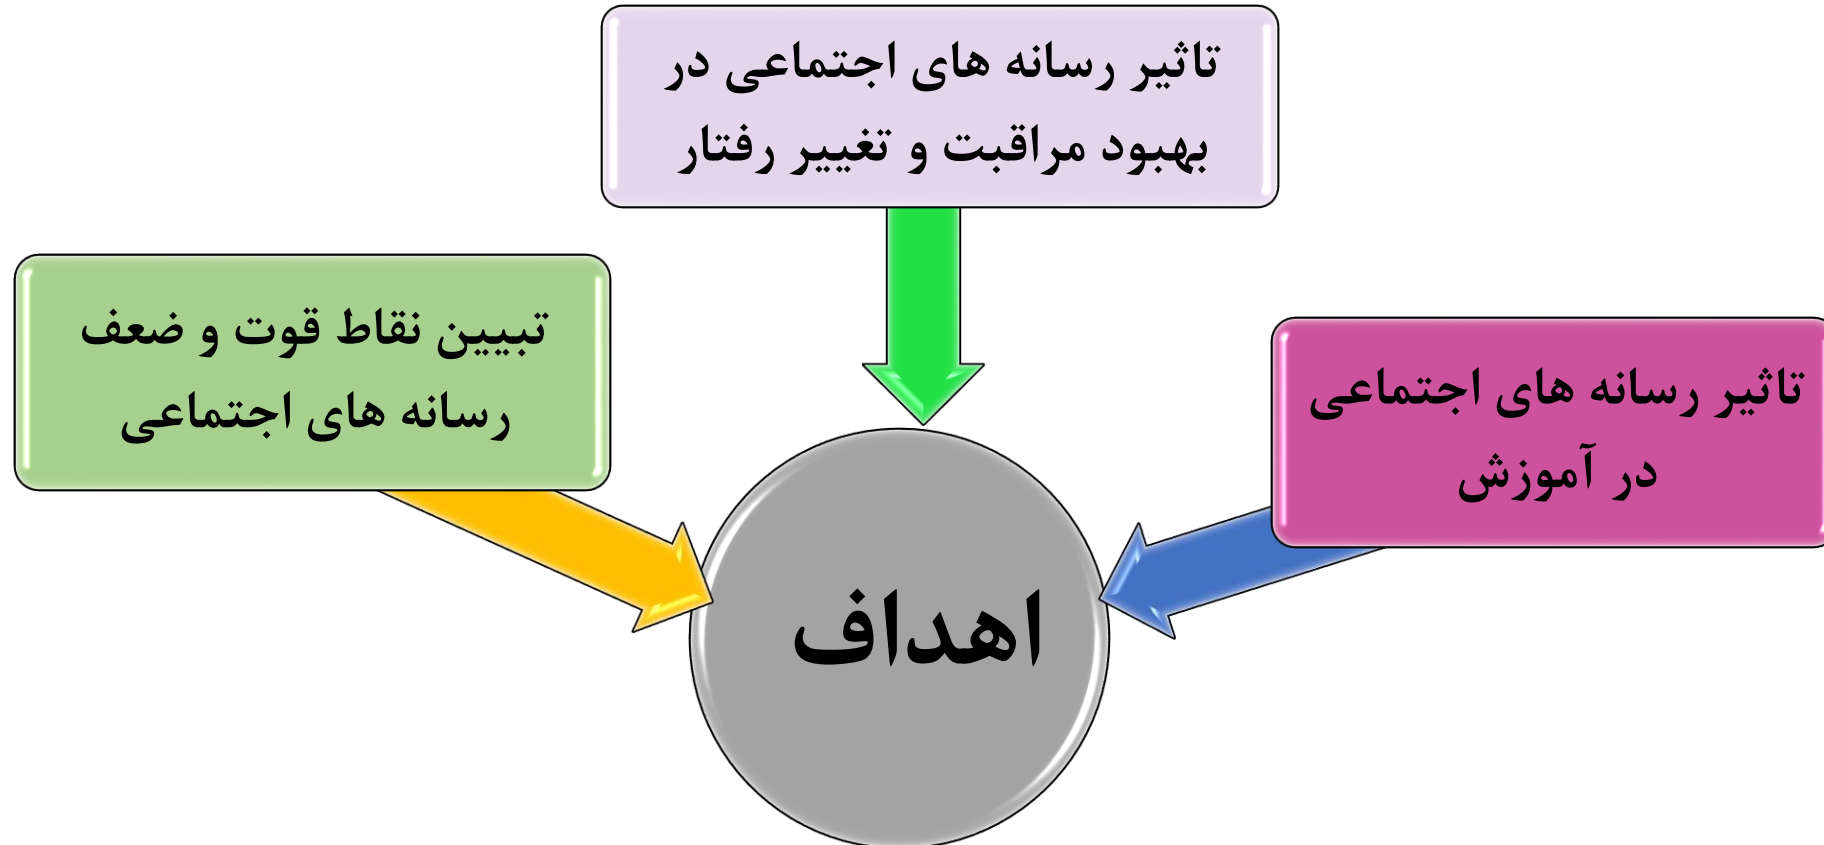 تاثیر رسانه های اجتماعی در
بهبود مراقبت و تغییر رفتار
تاثیر رسانه های اجتماعی
در آموزش
تبیین نقاط قوت و ضعف
رسانه های اجتماعی
اهداف